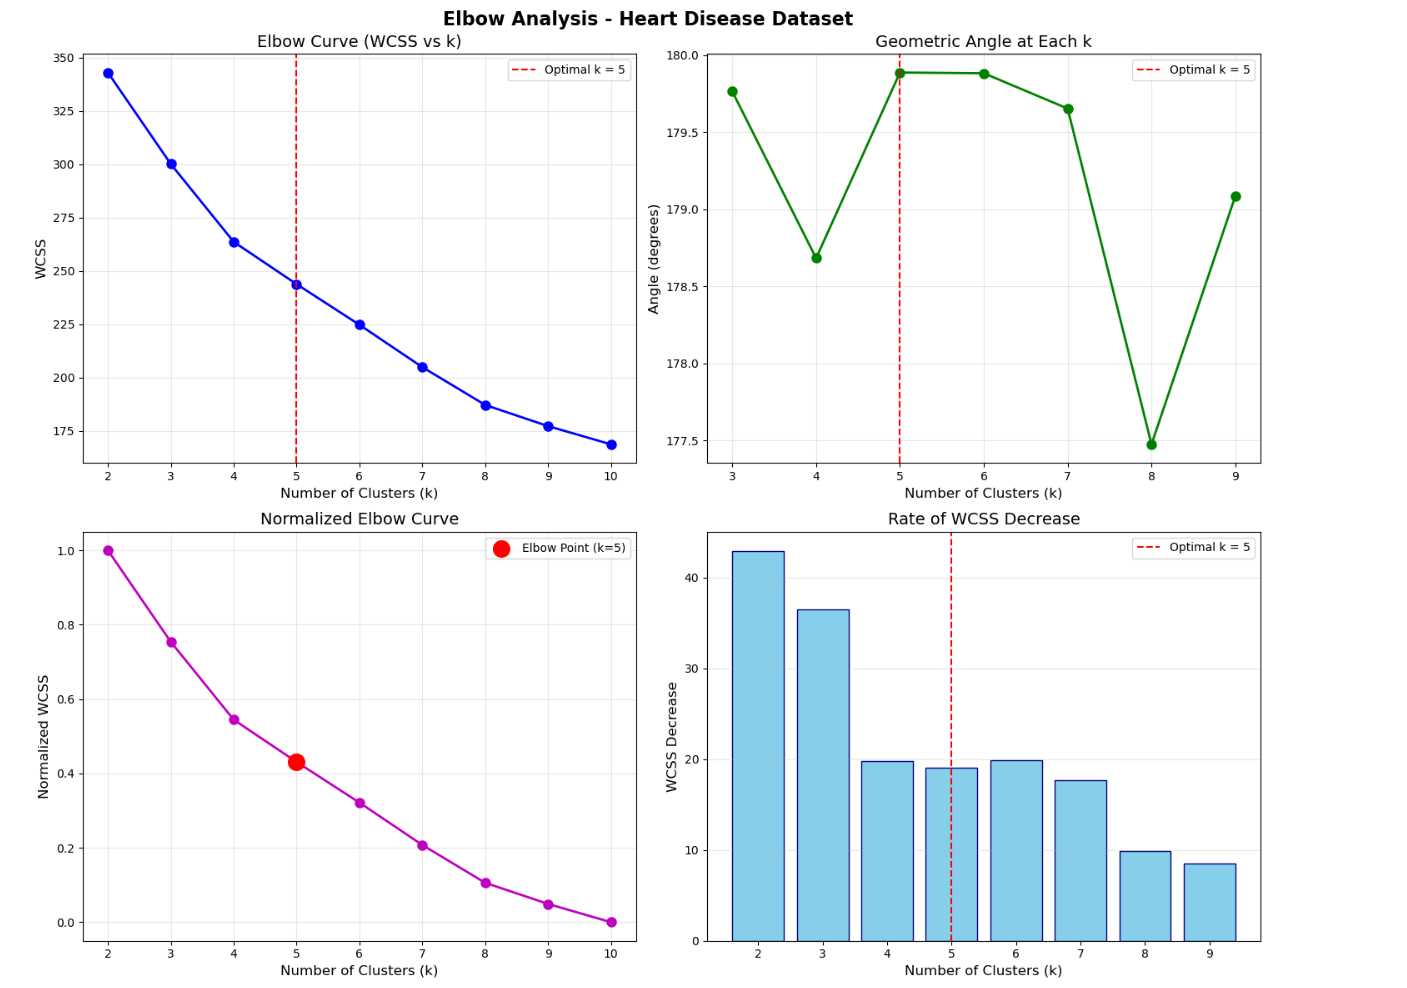 Elbow Analysis - Heart Disease Dataset
Elbow Curve (WCSS vs k)
350
325
300
275
250
225
200
175
WCSS
Optimal k = 5
2 3 4 5 6 7 8 9 10
Number of Clusters (k)
Geometric Angle at Each k
180.0
179.5
179.0
178.5
178.0
177.5
Angle (degrees)
Optimal k = 5
3 4 5 6 7 8 9
Number of Clusters (k)
Normalized Elbow Curve
1.0
0.8
0.6
0.4
0.2
0.0
Normalized WCSS
Elbow Point (k=5)
2 3 4 5 6 7 8 9 10
Number of Clusters (k)
Rate of WCSS Decrease
40
30
20
10
0
WCSS Decrease
Optimal k = 5
2 3 4 5 6 7 8 9
Number of Clusters (k)